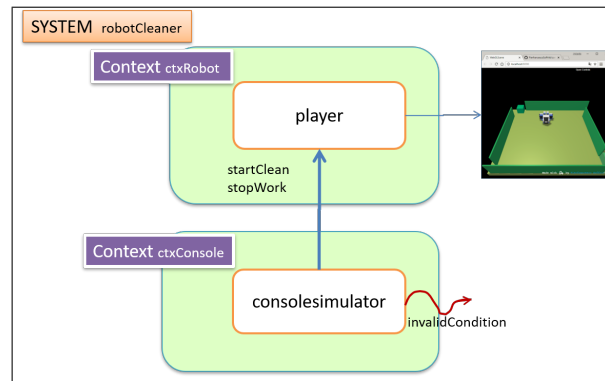 SYSTEM robotCleaner
Context ctxRobot
player
startClean
stopWork
Context ctxConsole
consolesimulator
invalidCondition